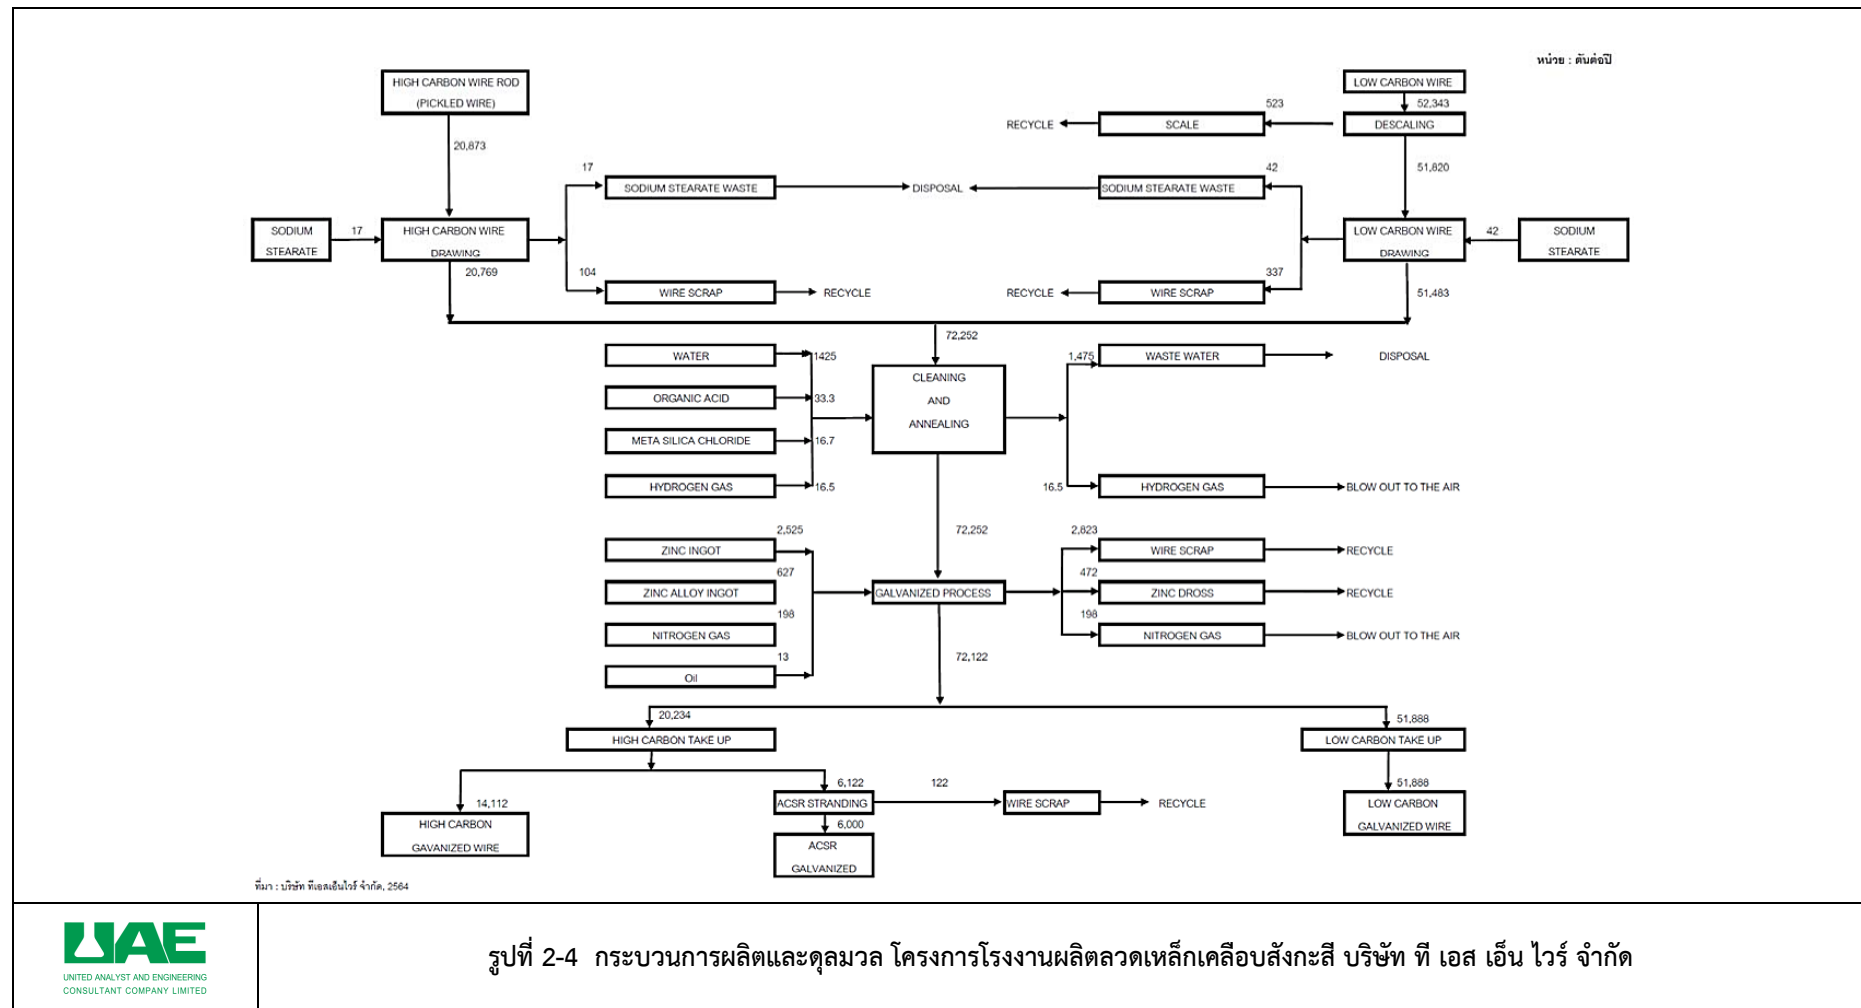 หน่วย : ตันต่อปี
HIGH CARBON WIRE ROD
(PICKLED WIRE)
LOW CARBON WIRE
52,343
523
RECYCLE
SCALE
DESCALING
20,873
51,820
17
SODIUM STEARATE WASTE
DISPOSAL
42
SODIUM STEARATE WASTE
SODIUM
STEARATE
17
HIGH CARBON WIRE
DRAWING
LOW CARBON WIRE
DRAWING
42
SODIUM
STEARATE
20,769
104
WIRE SCRAP
RECYCLE
RECYCLE
337
WIRE SCRAP
51,483
72,252
WATER
1425
ORGANIC ACID
33.3
META SILICA CHLORIDE
16.7
HYDROGEN GAS
16.5
CLEANING
AND
ANNEALING
1,475
WASTE WATER
DISPOSAL
16.5
HYDROGEN GAS
BLOW OUT TO THE AIR
72,252
2,525
ZINC INGOT
627
ZINC ALLOY INGOT
198
NITROGEN GAS
13
Oil
GALVANIZED PROCESS
2,823
WIRE SCRAP
RECYCLE
472
ZINC DROSS
RECYCLE
198
NITROGEN GAS
BLOW OUT TO THE AIR
72,122
20,234
HIGH CARBON TAKE UP
51,888
LOW CARBON TAKE UP
14,112
HIGH CARBON
GAVANIZED WIRE
6,122
ACSR STRANDING
122
WIRE SCRAP
RECYCLE
6,000
ACSR
GALVANIZED
51,888
LOW CARBON
GALVANIZED WIRE
ที่มา : บริษัท ทีเอสเอ็นไวร์ จำกัด, 2564
UAE
UNITED ANALYST AND ENGINEERING
CONSULTANT COMPANY LIMITED
รูปที่ 2-4 กระบวนการผลิตและดุลมวล โครงการโรงงานผลิตลวดเหล็กเคลือบสังกะสี บริษัท ที เอส เอ็น ไวร์ จำกัด